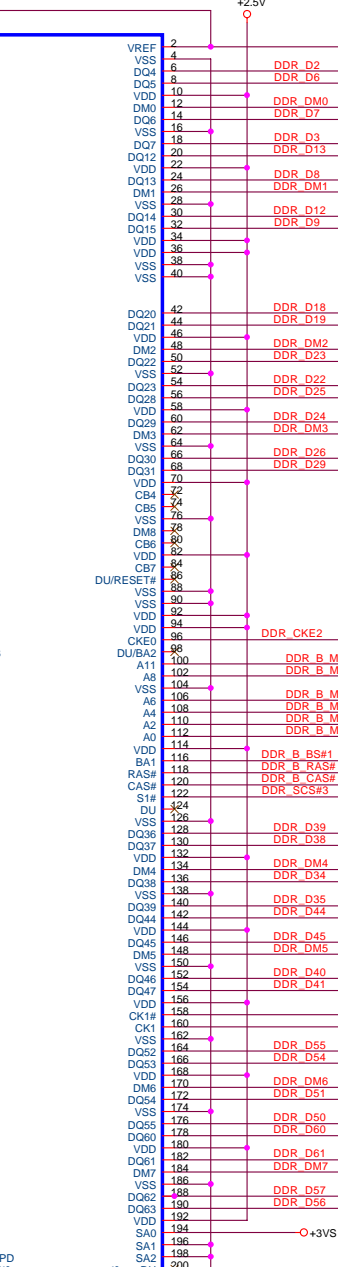 +2.5V
VREF 2
VSS 4
DQ4 6 DDR_D2
DQ5 8 DDR_D6
VDD 10
DM0 12 DDR_DM0
DQ6 14 DDR_D7
VSS 16
DQ7 18 DDR_D3
DQ12 20 DDR_D13
VDD 22
DQ13 24 DDR_D8
DM1 26 DDR_DM1
VSS 28
DQ14 30 DDR_D12
DQ15 32 DDR_D9
VDD 34
VDD 36
VSS 38
VSS 40
DQ20 42 DDR_D18
DQ21 44 DDR_D19
VDD 46
DM2 48 DDR_DM2
DQ22 50 DDR_D23
VSS 52
DQ23 54 DDR_D22
DQ28 56 DDR_D25
VDD 58
DQ29 60 DDR_D24
DM3 62 DDR_DM3
VSS 64
DQ30 66 DDR_D26
DQ31 68 DDR_D29
VDD 70
CB4 72
CB5 74
VSS 76
DM8 78
CB6 80
VDD 82
CB7 84
DU/RESET# 86
VSS 88
VSS 90
VDD 92
VDD 94
CKE0 96 DDR_CKE2
DU/BA2 98
A11 100 DDR_B_M
A8 102 DDR_B_M
VSS 104
A6 106 DDR_B_M
A4 108 DDR_B_M
A2 110 DDR_B_M
A0 112 DDR_B_M
VDD 114
BA1 116 DDR_B_BS#1
RAS# 118 DDR_B_RAS#
CAS# 120 DDR_B_CAS#
S1# 122 DDR_SCS#3
DU 124
VSS 126
DQ36 128 DDR_D39
DQ37 130 DDR_D38
VDD 132
DM4 134 DDR_DM4
DQ38 136 DDR_D34
VSS 138
DQ39 140 DDR_D35
DQ44 142 DDR_D44
VDD 144
DQ45 146 DDR_D45
DM5 148 DDR_DM5
VSS 150
DQ46 152 DDR_D40
DQ47 154 DDR_D41
VDD 156
CK1# 158
CK1 160
VSS 162
DQ52 164 DDR_D55
DQ53 166 DDR_D54
VDD 168
DM6 170 DDR_DM6
DQ54 172 DDR_D51
VSS 174
DQ55 176 DDR_D50
DQ60 178 DDR_D60
VDD 180
DQ61 182 DDR_D61
DM7 184 DDR_DM7
VSS 186
DQ62 188 DDR_D57
DQ63 190 DDR_D56
VDD 192
SA0 194 +3VS
SA1 196
PD SA2 198
200